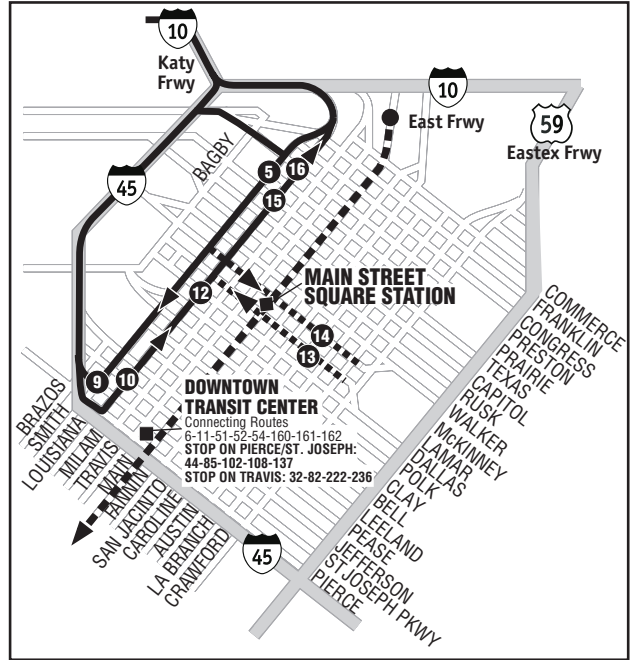 10
Katy
Frwy
10
East Frwy
59
Eastex Frwy
BAGBY
5
16
45
15
12
MAIN STREET
SQUARE STATION
14
13
9
10
DOWNTOWN
TRANSIT CENTER
Connecting Routes
6-11-51-52-54-160-161-162
STOP ON PIERCE/ST. JOSEPH:
44-85-102-108-137
STOP ON TRAVIS: 32-82-222-236
BRAZOS
SMITH
LOUISIANA
MILAM
TRAVIS
MAIN
FANNIN
SAN JACINTO
CAROLINE
AUSTIN
LA BRANCH
CRAWFORD
45
COMMERCE
FRANKLIN
CONGRESS
PRESTON
PRAIRIE
TEXAS
CAPITOL
RUSK
WALKER
McKINNEY
LAMAR
DALLAS
POLK
CLAY
BELL
LEELAND
PEASE
JEFFERSON
ST JOSEPH PKWY
PIERCE